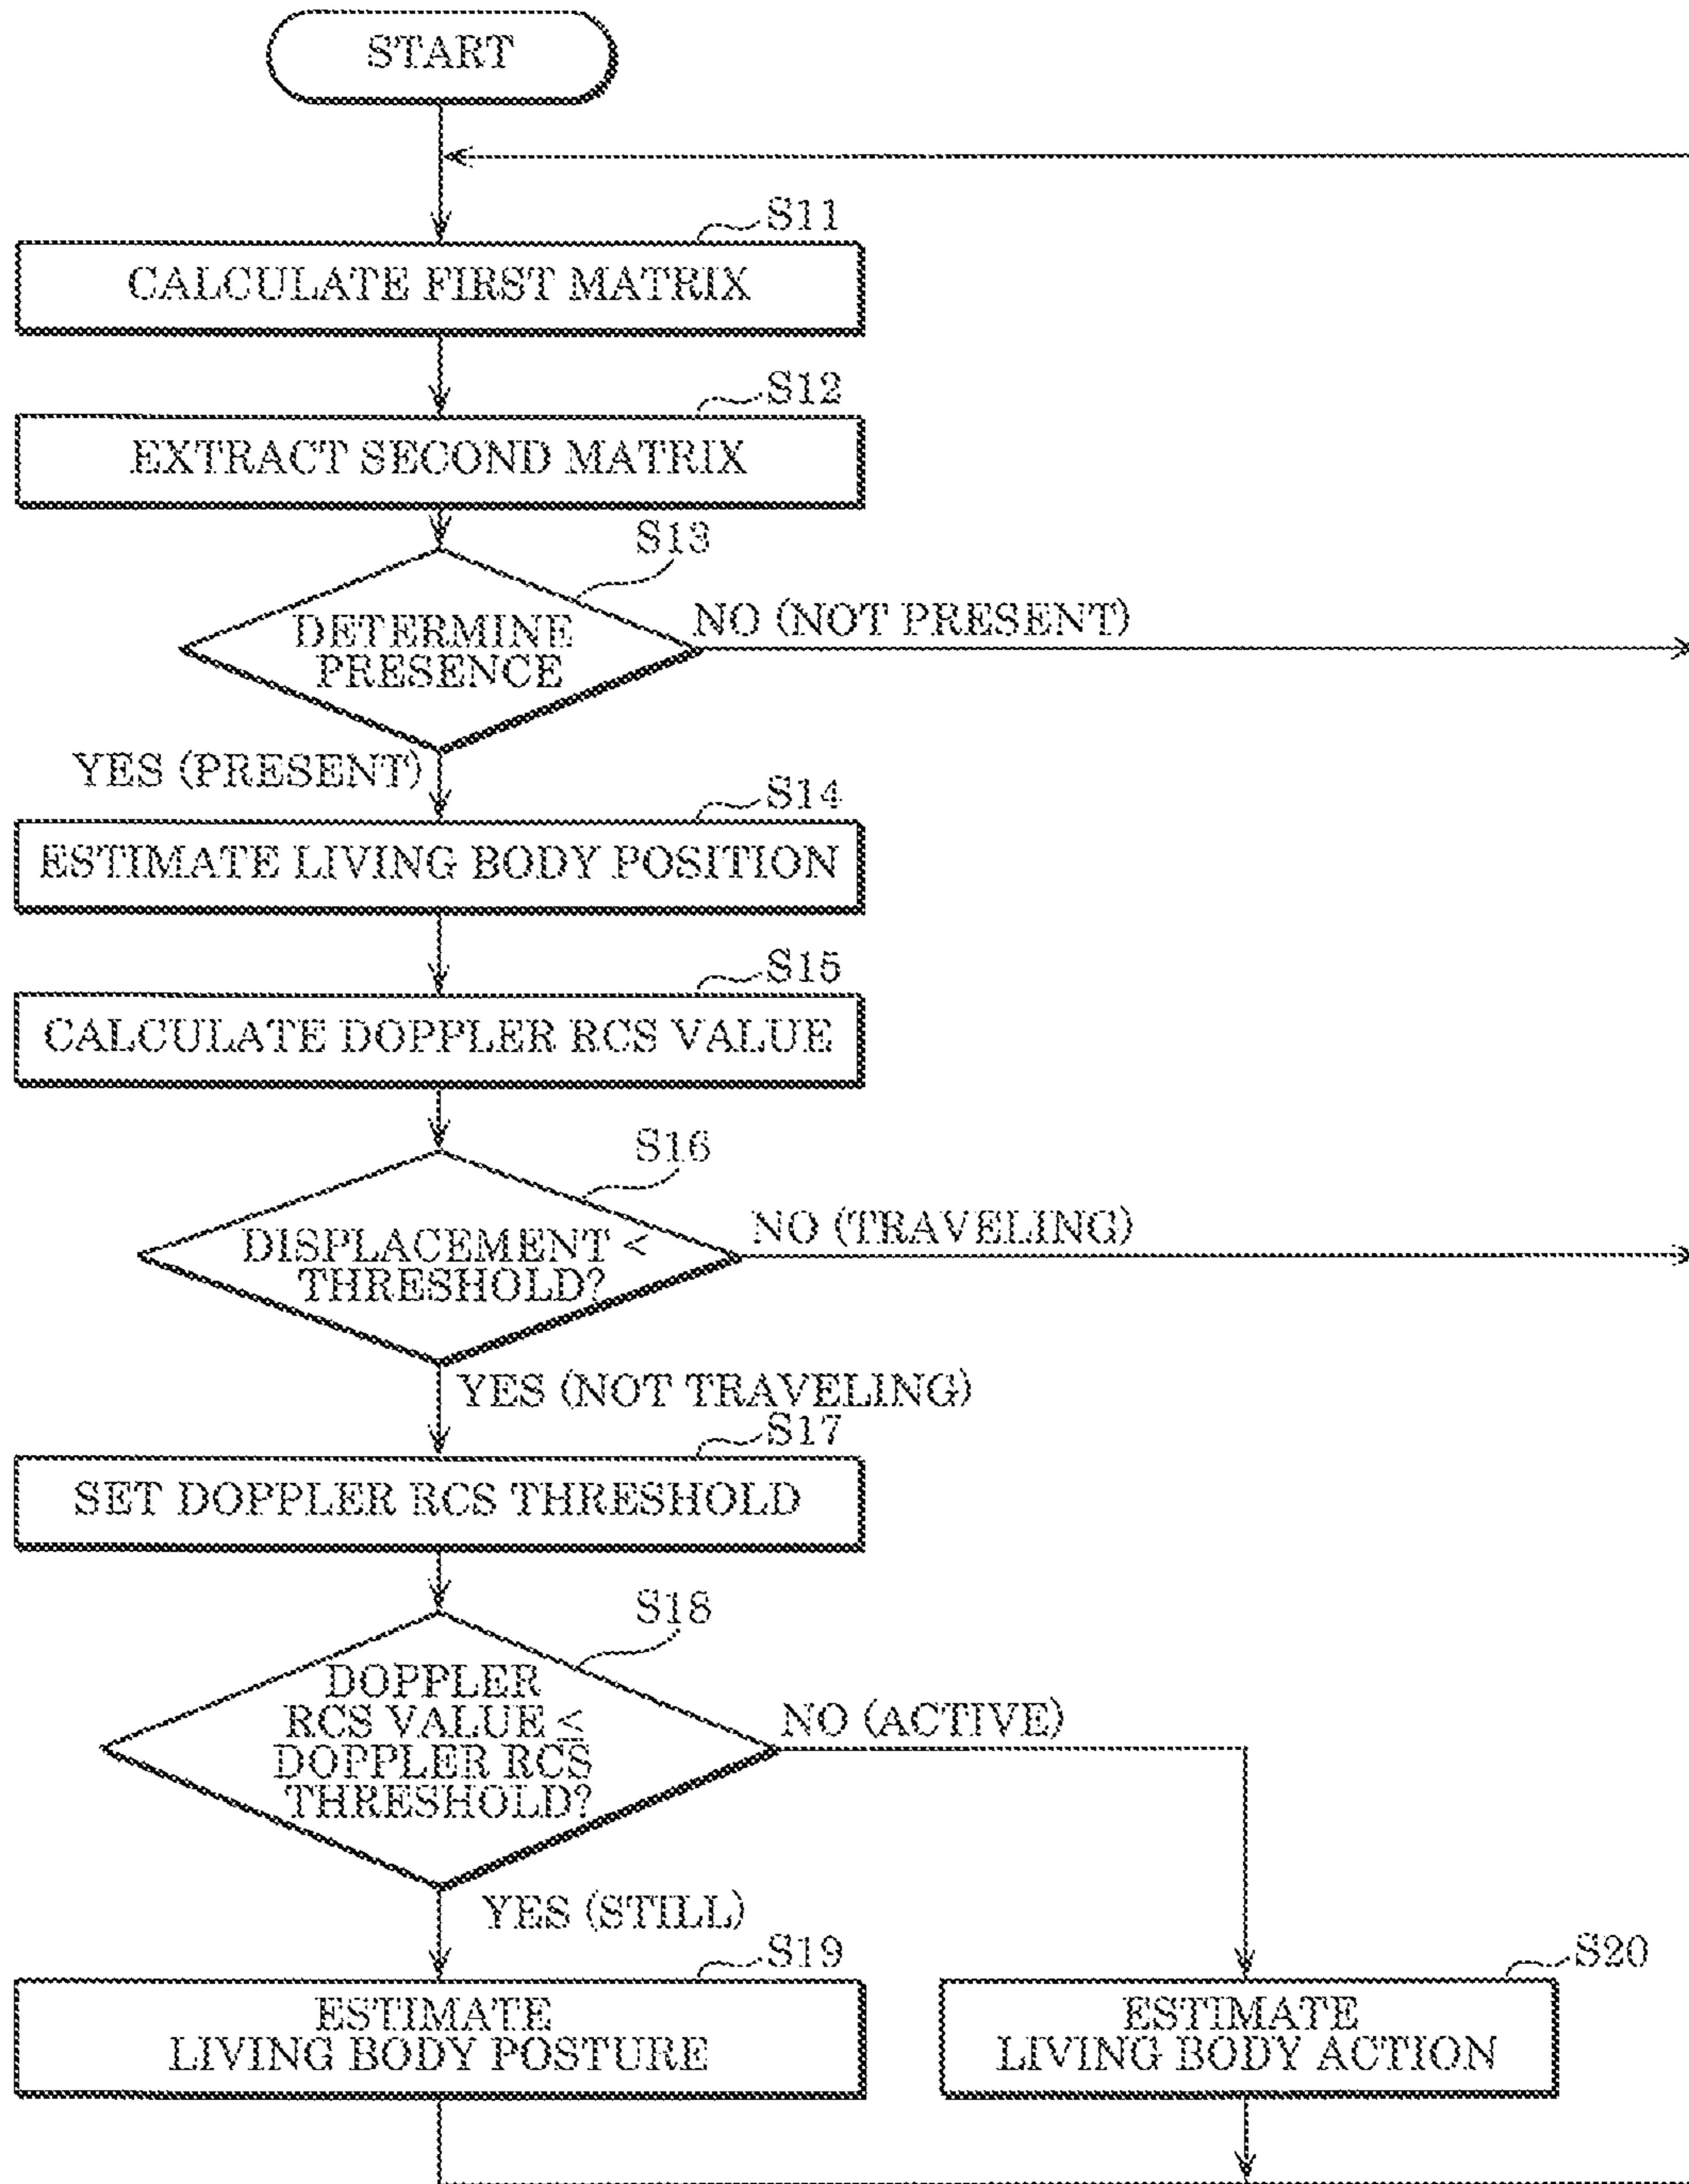 START
S11
CALCULATE FIRST MATRIX
S12
EXTRACT SECOND MATRIX
S13
DETERMINE
PRESENCE
NO (NOT PRESENT)
YES (PRESENT)
S14
ESTIMATE LIVING BODY POSITION
S15
CALCULATE DOPPLER RCS VALUE
S16
DISPLACEMENT <
THRESHOLD?
NO (TRAVELING)
YES (NOT TRAVELING)
S17
SET DOPPLER RCS THRESHOLD
S18
DOPPLER
RCS VALUE ≤
DOPPLER RCS
THRESHOLD?
NO (ACTIVE)
YES (STILL)
S19
ESTIMATE
LIVING BODY POSTURE
S20
ESTIMATE
LIVING BODY ACTION